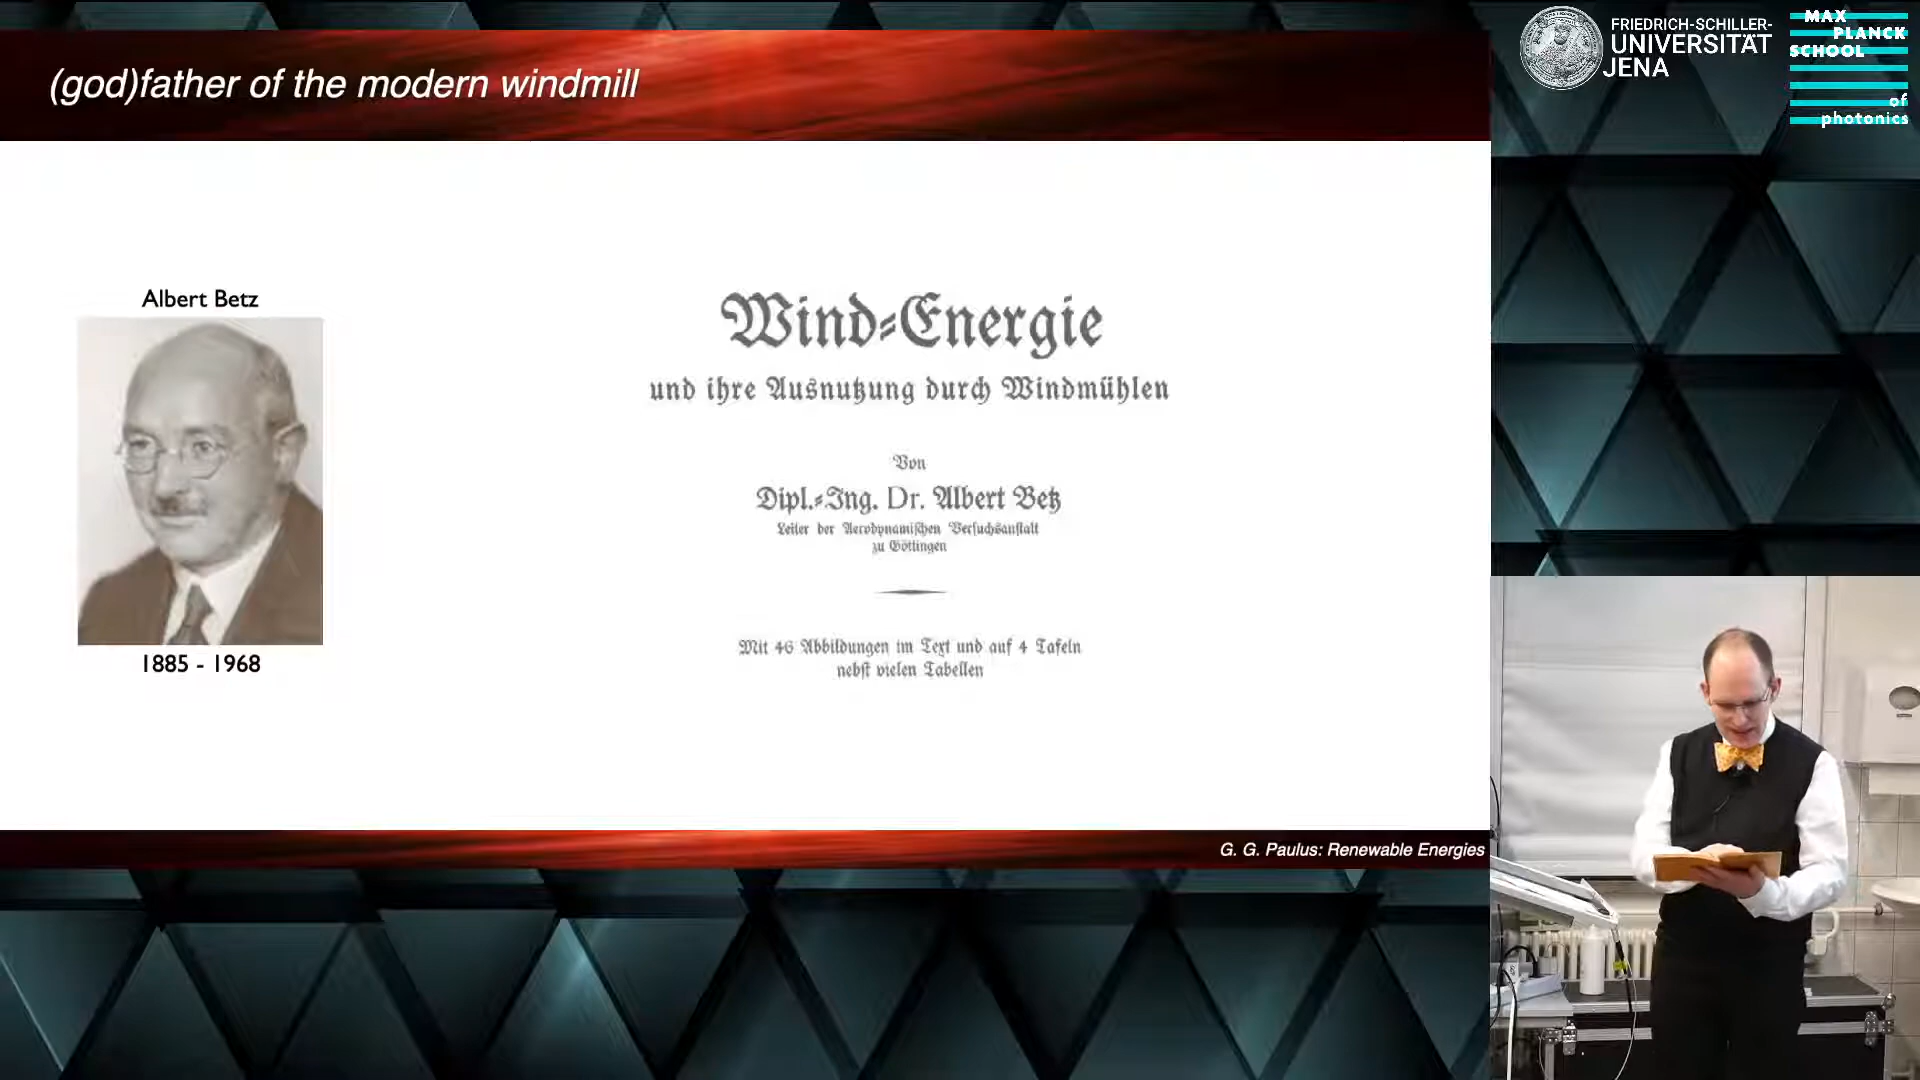 (god)father of the modern windmill
FRIEDRICH-SCHILLER-
UNIVERSITÄT
JENA
MAX
PLANCK
SCHOOL
of
photonics
Albert Betz
1885 - 1968
Wind-Energie
und ihre Ausnutzung durch Windmühlen
Von
Dipl.-Ing. Dr. Albert Betz
Leiter der Aerodynamischen Versuchsanstalt
zu Göttingen
Mit 46 Abbildungen im Text und auf 4 Tafeln
nebst vielen Tabellen
G. G. Paulus: Renewable Energies